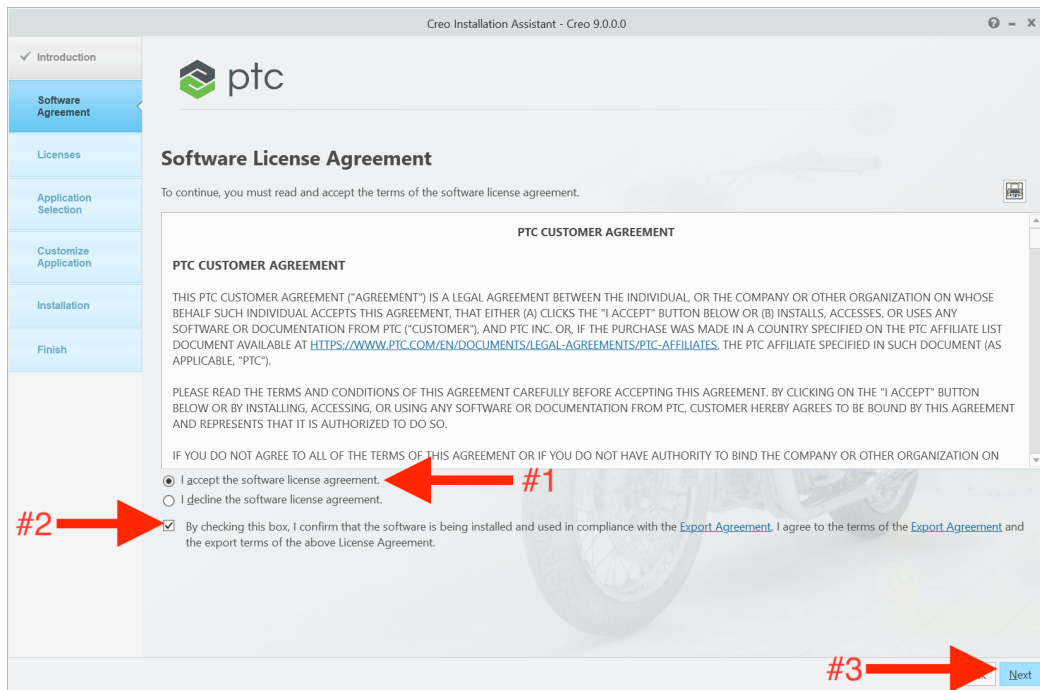 Creo Installation Assistant - Creo 9.0.0.0
Introduction
Software
Agreement
Licenses
Application
Selection
Customize
Application
Installation
Finish
ptc
Software License Agreement
To continue, you must read and accept the terms of the software license agreement.
PTC CUSTOMER AGREEMENT
PTC CUSTOMER AGREEMENT
THIS PTC CUSTOMER AGREEMENT ("AGREEMENT") IS A LEGAL AGREEMENT BETWEEN THE INDIVIDUAL, OR THE COMPANY OR OTHER ORGANIZATION ON WHOSE
BEHALF SUCH INDIVIDUAL ACCEPTS THIS AGREEMENT, THAT EITHER (A) CLICKS THE "I ACCEPT" BUTTON BELOW OR (B) INSTALLS, ACCESSES, OR USES ANY
SOFTWARE OR DOCUMENTATION FROM PTC ("CUSTOMER"), AND PTC INC. OR, IF THE PURCHASE WAS MADE IN A COUNTRY SPECIFIED ON THE PTC AFFILIATE LIST
DOCUMENT AVAILABLE AT HTTPS://WWW.PTC.COM/EN/DOCUMENTS/LEGAL-AGREEMENTS/PTC-AFFILIATES, THE PTC AFFILIATE SPECIFIED IN SUCH DOCUMENT (AS
APPLICABLE, "PTC").
PLEASE READ THE TERMS AND CONDITIONS OF THIS AGREEMENT CAREFULLY BEFORE ACCEPTING THIS AGREEMENT. BY CLICKING ON THE "I ACCEPT" BUTTON
BELOW OR BY INSTALLING, ACCESSING, OR USING ANY SOFTWARE OR DOCUMENTATION FROM PTC, CUSTOMER HEREBY AGREES TO BE BOUND BY THIS AGREEMENT
AND REPRESENTS THAT IT IS AUTHORIZED TO DO SO.
IF YOU DO NOT AGREE TO ALL OF THE TERMS OF THIS AGREEMENT OR IF YOU DO NOT HAVE AUTHORITY TO BIND THE COMPANY OR OTHER ORGANIZATION ON
I accept the software license agreement.
#1
I decline the software license agreement.
#2
By checking this box, I confirm that the software is being installed and used in compliance with the Export Agreement. I agree to the terms of the Export Agreement and
the export terms of the above License Agreement.
#3
Next